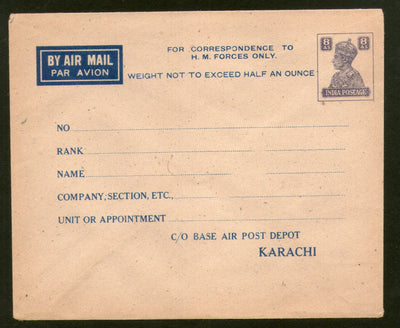 BY AIR MAIL
PAR AVION
FOR CORRESPONDENCE TO
H. M. FORCES ONLY.
WEIGHT NOT TO EXCEED HALF AN OUNCE
8 AS 8 AS
INDIA POSTAGE
NO
RANK
NAME
COMPANY, SECTION, ETC.,
UNIT OR APPOINTMENT
C/O BASE AIR POST DEPOT
KARACHI